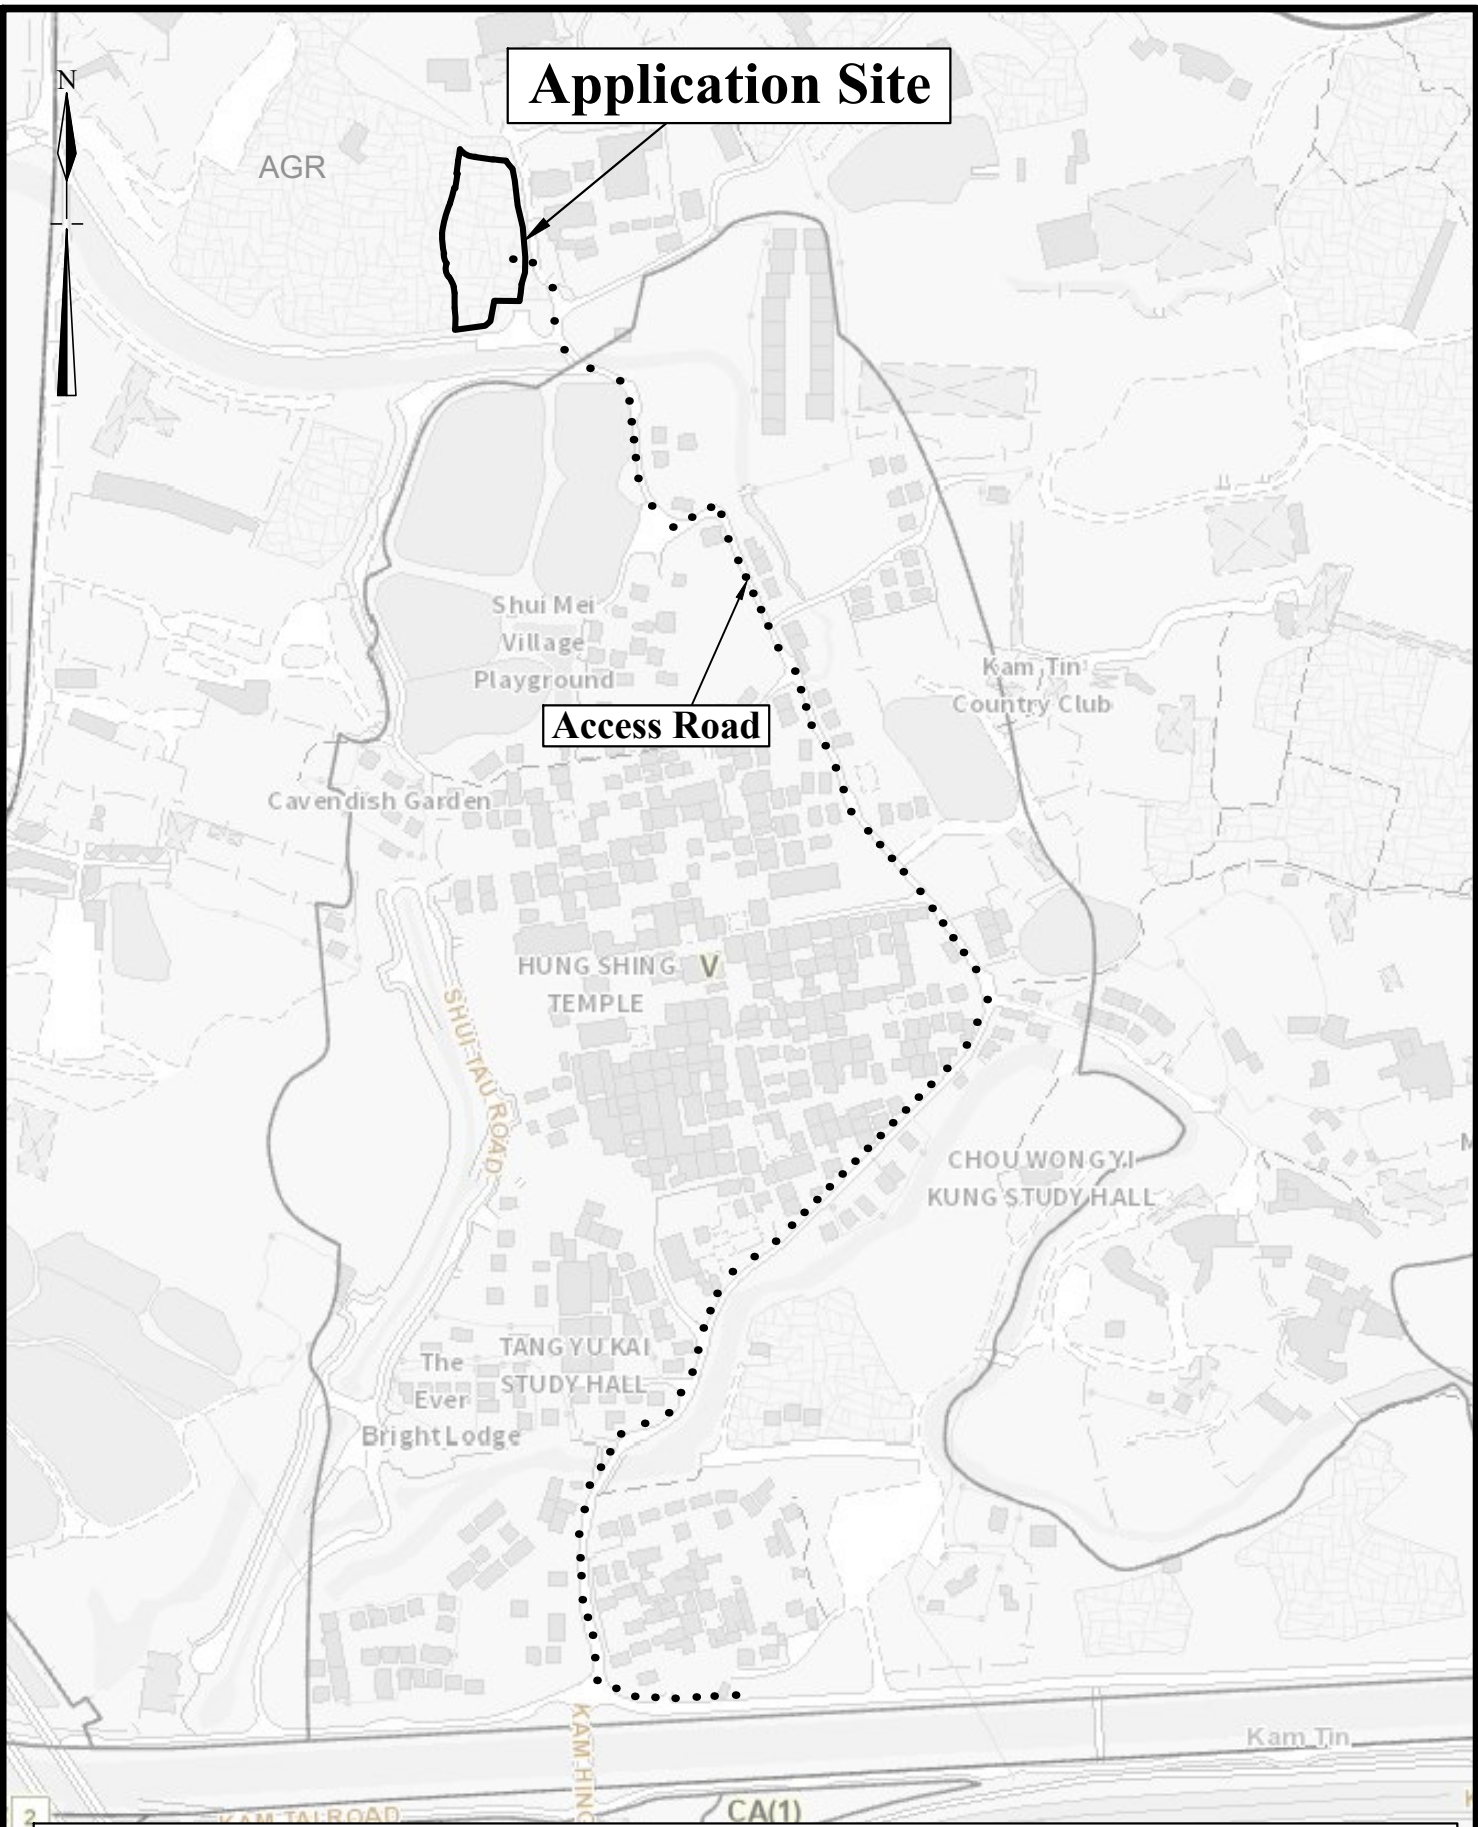 N
Application Site
AGR
Shui Mei
Village
Playground
Kam Tin
Country Club
Access Road
Cavendish Garden
HUNG SHING
TEMPLE
V
SHUI TAU ROAD
CHOU WONG YI
KUNG STUDY HALL
TANG YU KAI
STUDY HALL
The
Ever
Bright Lodge
KAM HING
Kam Tin
2
KAM TAI ROAD
CA(1)